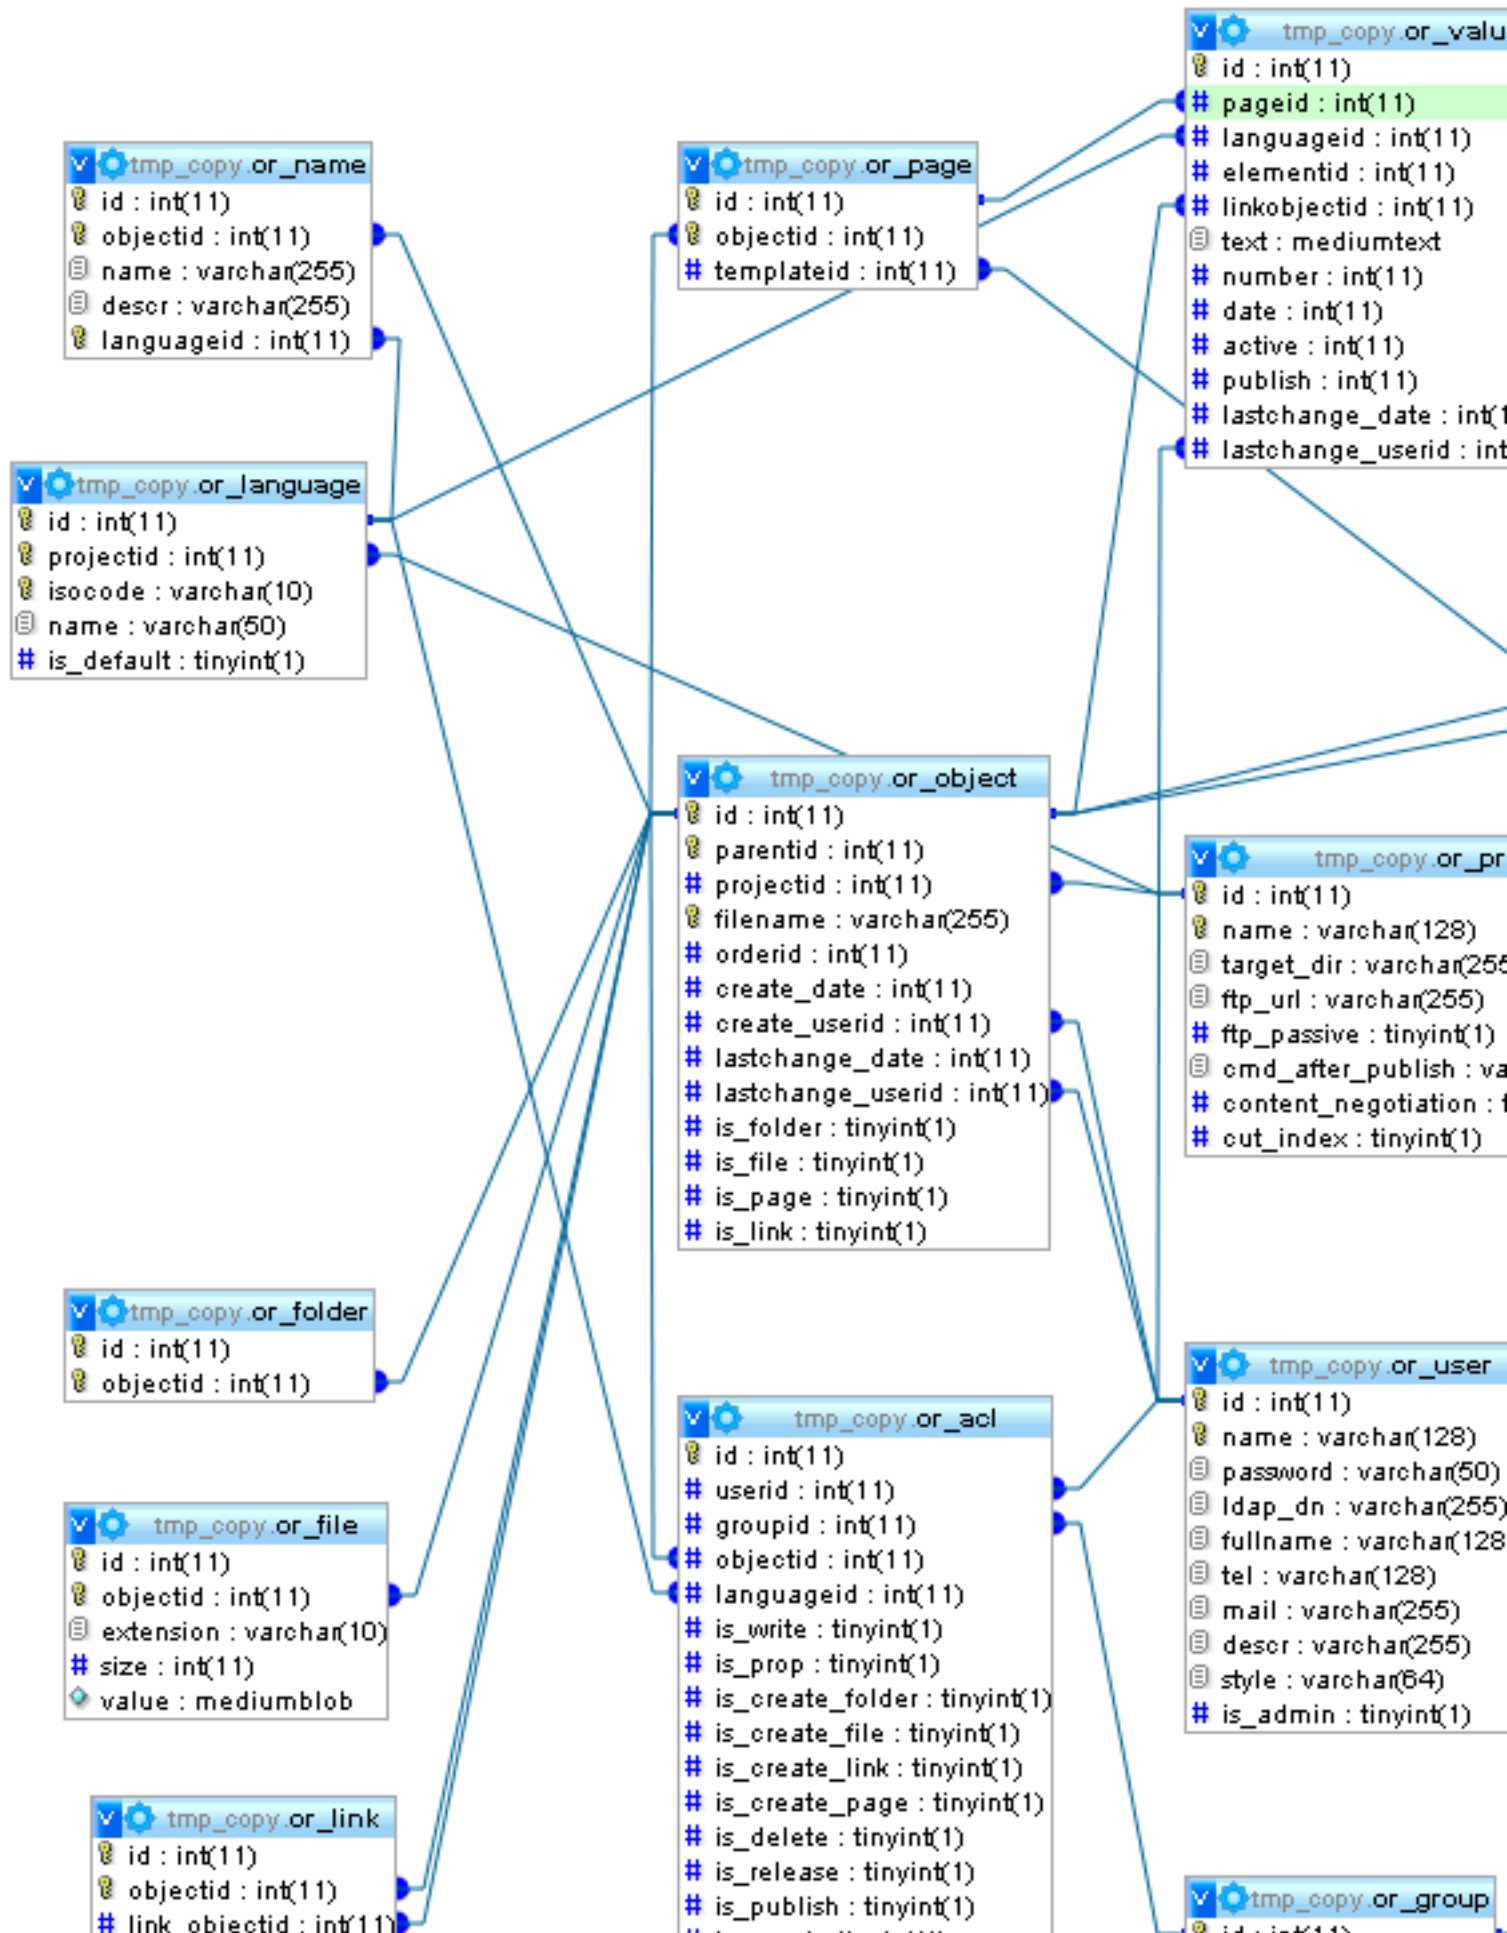 tmp_copy.or_name
id : int(11)
objectid : int(11)
name : varchar(255)
descr : varchar(255)
languageid : int(11)
tmp_copy.or_language
id : int(11)
projectid : int(11)
isocode : varchar(10)
name : varchar(50)
is_default : tinyint(1)
tmp_copy.or_folder
id : int(11)
objectid : int(11)
tmp_copy.or_file
id : int(11)
objectid : int(11)
extension : varchar(10)
size : int(11)
value : mediumblob
tmp_copy.or_link
id : int(11)
objectid : int(11)
link_objectid : int(11)
tmp_copy.or_page
id : int(11)
objectid : int(11)
templateid : int(11)
tmp_copy.or_object
id : int(11)
parentid : int(11)
projectid : int(11)
filename : varchar(255)
orderid : int(11)
create_date : int(11)
create_userid : int(11)
lastchange_date : int(11)
lastchange_userid : int(11)
is_folder : tinyint(1)
is_file : tinyint(1)
is_page : tinyint(1)
is_link : tinyint(1)
tmp_copy.or_acl
id : int(11)
userid : int(11)
groupid : int(11)
objectid : int(11)
languageid : int(11)
is_write : tinyint(1)
is_prop : tinyint(1)
is_create_folder : tinyint(1)
is_create_file : tinyint(1)
is_create_link : tinyint(1)
is_create_page : tinyint(1)
is_delete : tinyint(1)
is_release : tinyint(1)
is_publish : tinyint(1)
tmp_copy.or_valu
id : int(11)
pageid : int(11)
languageid : int(11)
elementid : int(11)
linkobjectid : int(11)
text : mediumtext
number : int(11)
date : int(11)
active : int(11)
publish : int(11)
lastchange_date : int(1
lastchange_userid : int
tmp_copy.or_pr
id : int(11)
name : varchar(128)
target_dir : varchar(255
ftp_url : varchar(255)
ftp_passive : tinyint(1)
cmd_after_publish : va
content_negotiation : t
cut_index : tinyint(1)
tmp_copy.or_user
id : int(11)
name : varchar(128)
password : varchar(50)
ldap_dn : varchar(255)
fullname : varchar(128
tel : varchar(128)
mail : varchar(255)
descr : varchar(255)
style : varchar(64)
is_admin : tinyint(1)
tmp_copy.or_group
id : int(11)